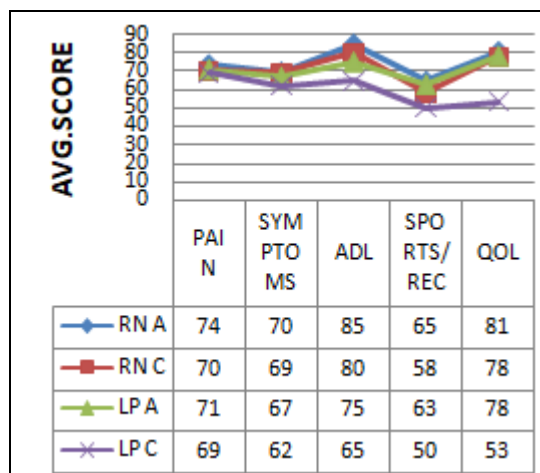 AVG.SCORE
90
80
70
60
50
40
30
20
10
0
PAI
N
SYM
PTO
MS
ADL
SPO
RTS/
REC
QOL
RN A 74 70 85 65 81
RN C 70 69 80 58 78
LP A 71 67 75 63 78
LP C 69 62 65 50 53